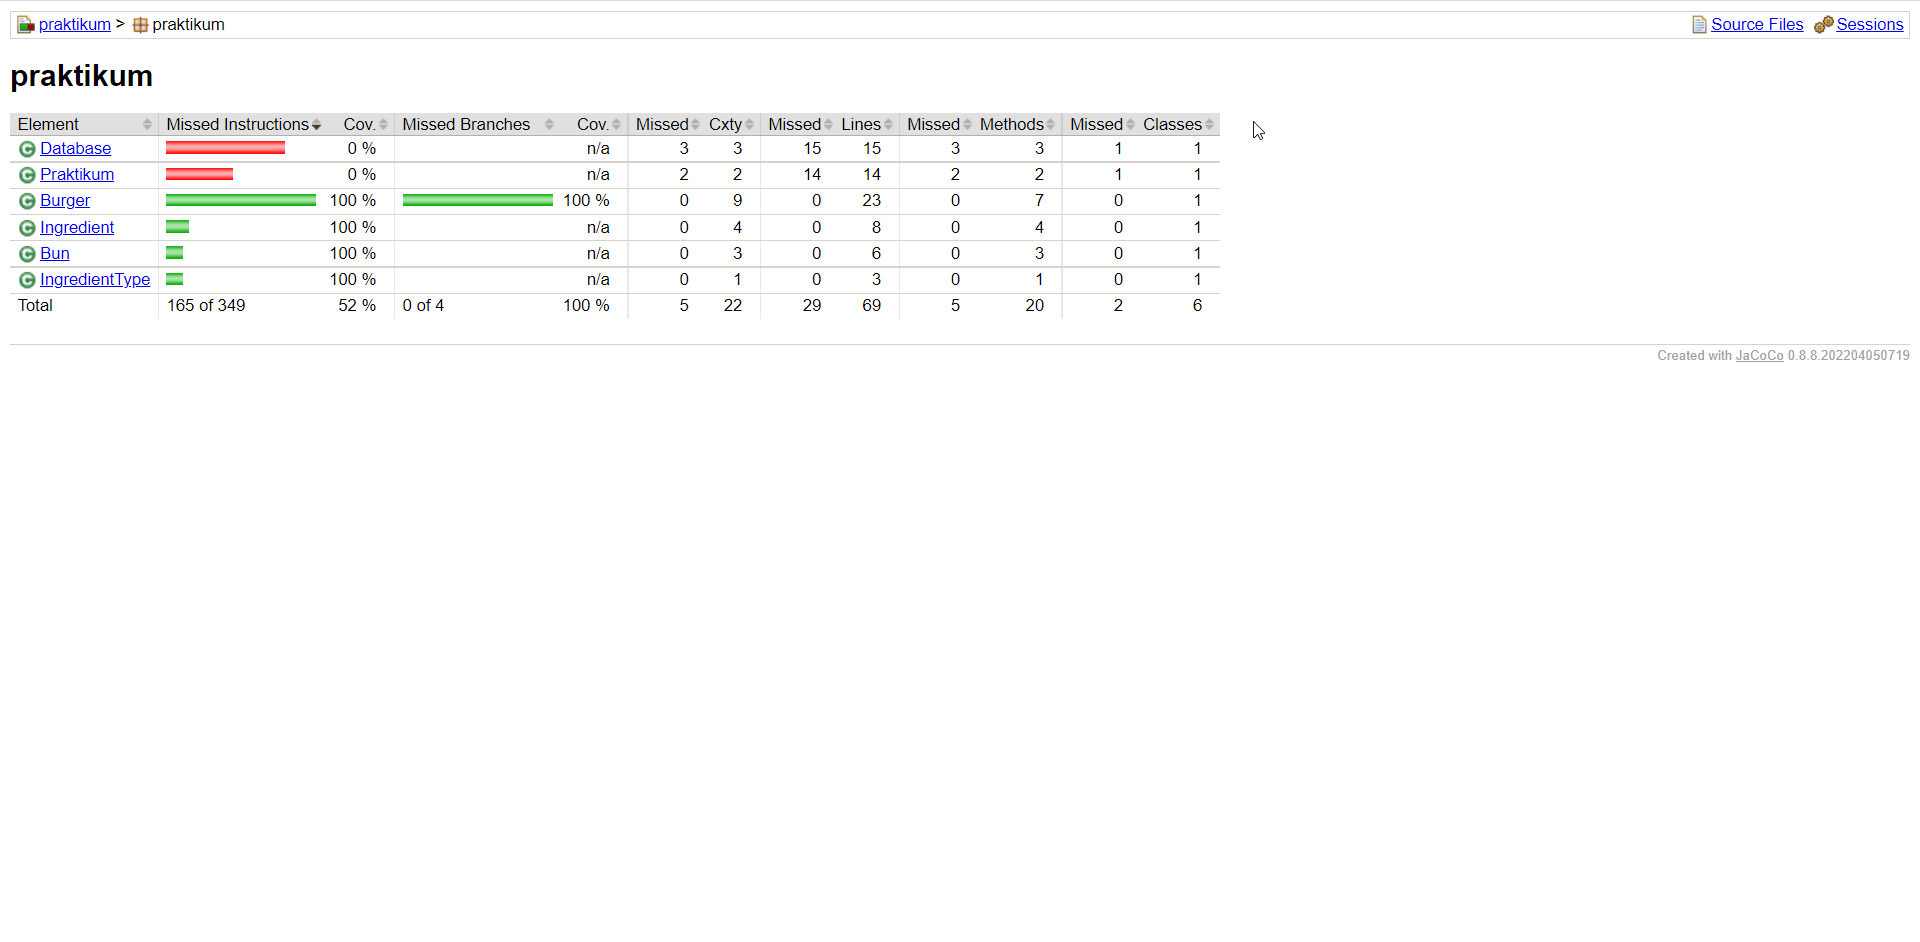 praktikum > praktikum Source Files Sessions
praktikum
Element Missed Instructions Cov. Missed Branches Cov. Missed Cxty Missed Lines Missed Methods Missed Classes
Database 0 % n/a 3 3 15 15 3 3 1 1
Praktikum 0 % n/a 2 2 14 14 2 2 1 1
Burger 100 % 100 % 0 9 0 23 0 7 0 1
Ingredient 100 % n/a 0 4 0 8 0 4 0 1
Bun 100 % n/a 0 3 0 6 0 3 0 1
IngredientType 100 % n/a 0 1 0 3 0 1 0 1
Total 165 of 349 52 % 0 of 4 100 % 5 22 29 69 5 20 2 6
Created with JaCoCo 0.8.8.202204050719